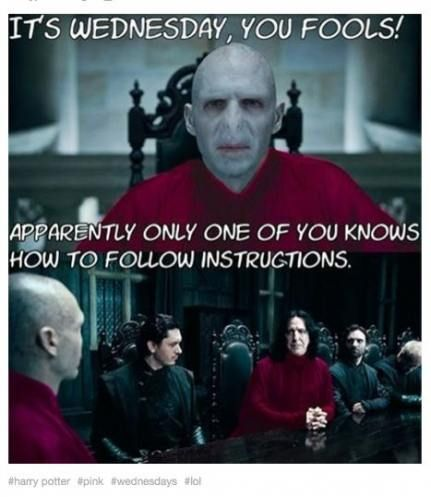 IT'S WEDNESDAY, YOU FOOLS!
APPARENTLY ONLY ONE OF YOU KNOWS
HOW TO FOLLOW INSTRUCTIONS.
#harry potter #pink #wednesdays #lol